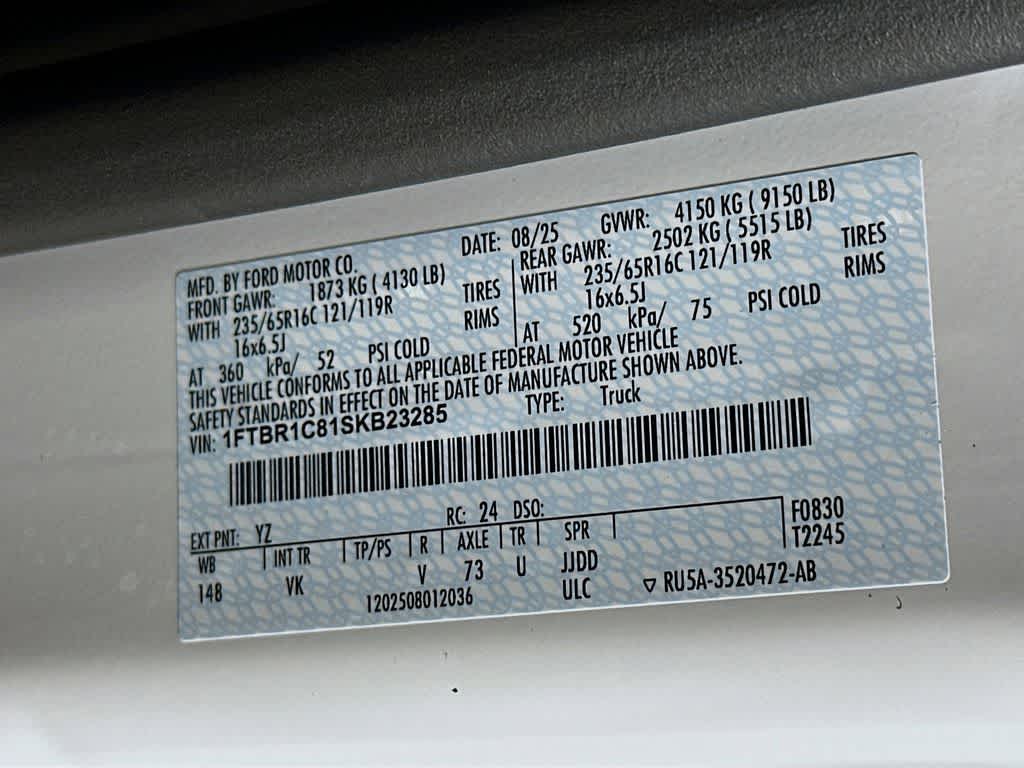 DATE: 08/25 GVWR: 4150 KG ( 9150 LB)
MFD. BY FORD MOTOR CO.
FRONT GAWR: 1873 KG ( 4130 LB)
WITH 235/65R16C 121/119R TIRES
16x6.5J RIMS
AT 360 kPa/ 52 PSI COLD
REAR GAWR: 2502 KG ( 5515 LB)
WITH 235/65R16C 121/119R TIRES
16x6.5J RIMS
AT 520 kPa/ 75 PSI COLD
THIS VEHICLE CONFORMS TO ALL APPLICABLE FEDERAL MOTOR VEHICLE
SAFETY STANDARDS IN EFFECT ON THE DATE OF MANUFACTURE SHOWN ABOVE.
VIN: 1FTBR1C81SKB23285 TYPE: Truck
EXT PNT: YZ RC: 24 DSO: F0830
WB INT TR TP/PS R AXLE TR SPR T2245
148 VK V 73 U JJDD
1202508012036 ULC ▽ RU5A-3520472-AB